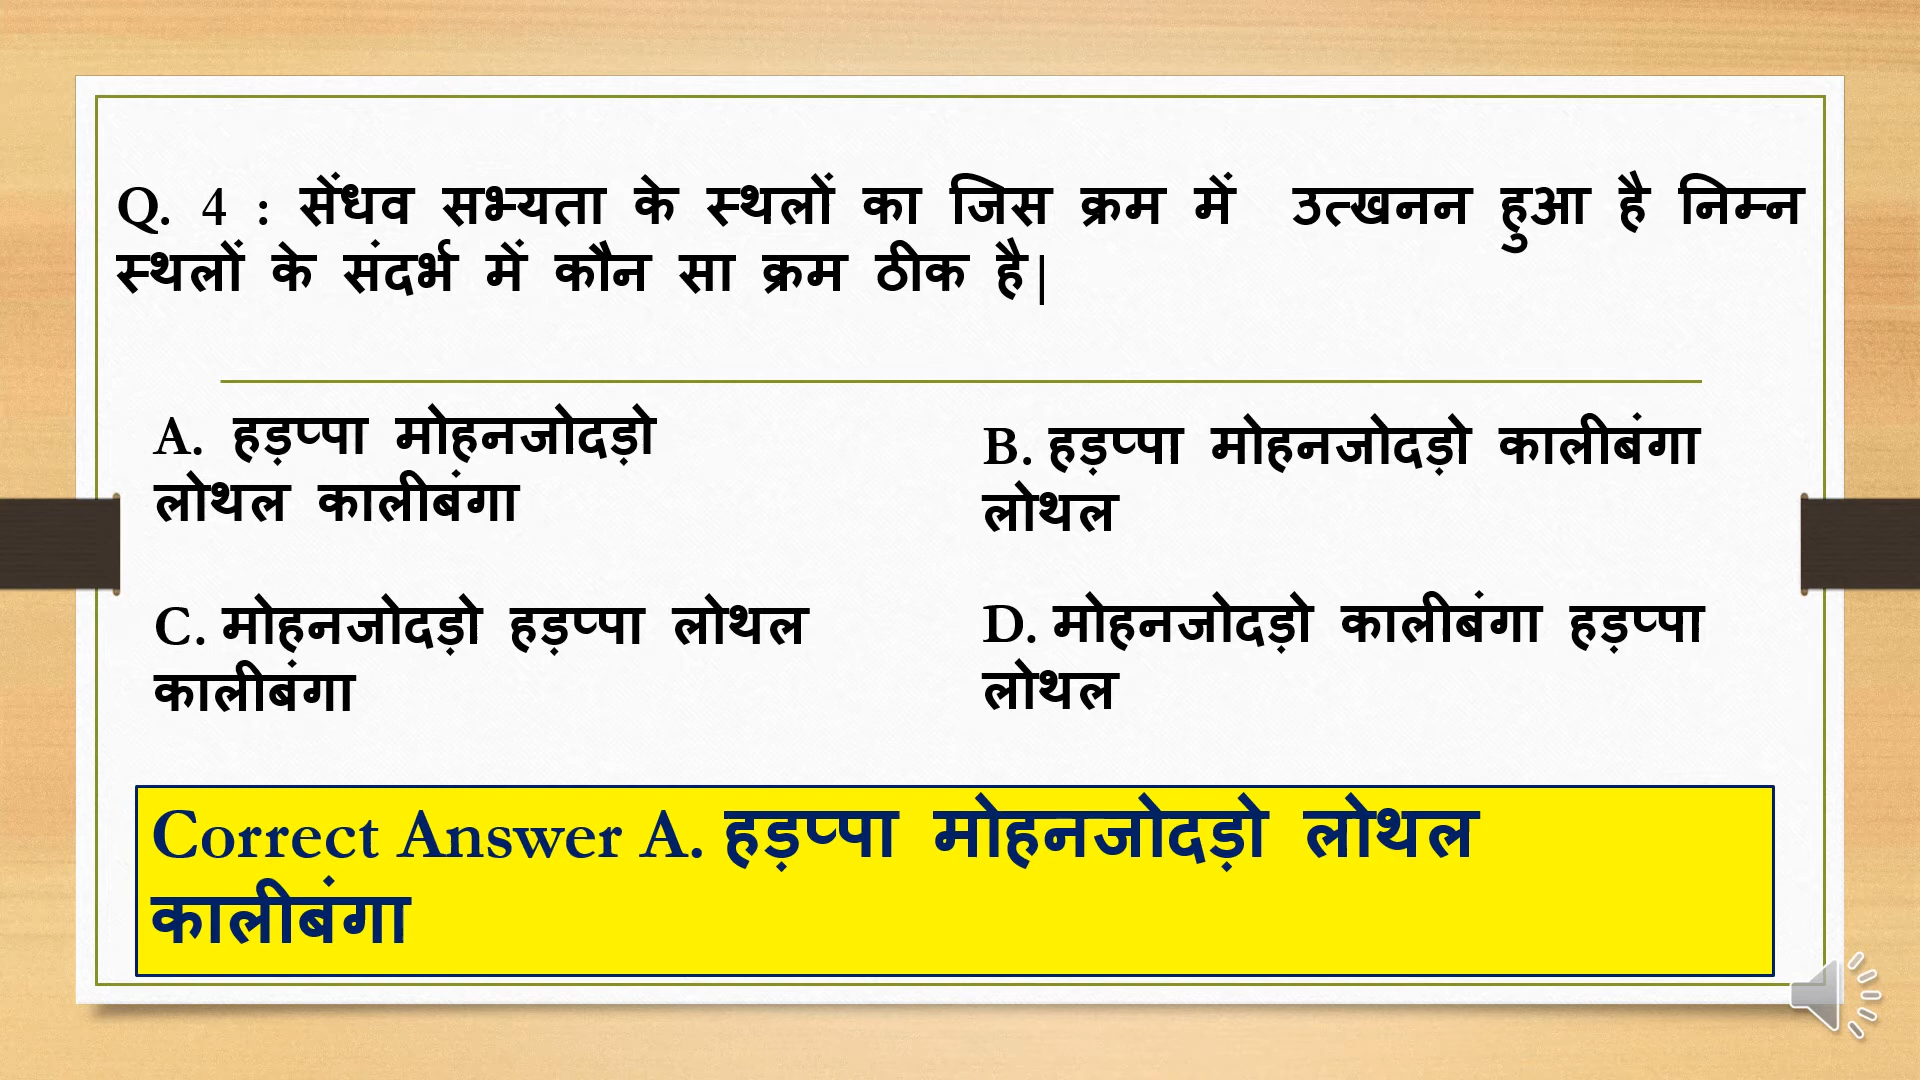 Q. 4 : सेंधव सभ्यता के स्थलों का जिस क्रम में उत्खनन हुआ है निम्न
स्थलों के संदर्भ में कौन सा क्रम ठीक है|
A. हड़प्पा मोहनजोदड़ो
लोथल कालीबंगा
B. हड़प्पा मोहनजोदड़ो कालीबंगा
लोथल
C. मोहनजोदड़ो हड़प्पा लोथल
कालीबंगा
D. मोहनजोदड़ो कालीबंगा हड़प्पा
लोथल
Correct Answer A. हड़प्पा मोहनजोदड़ो लोथल
कालीबंगा